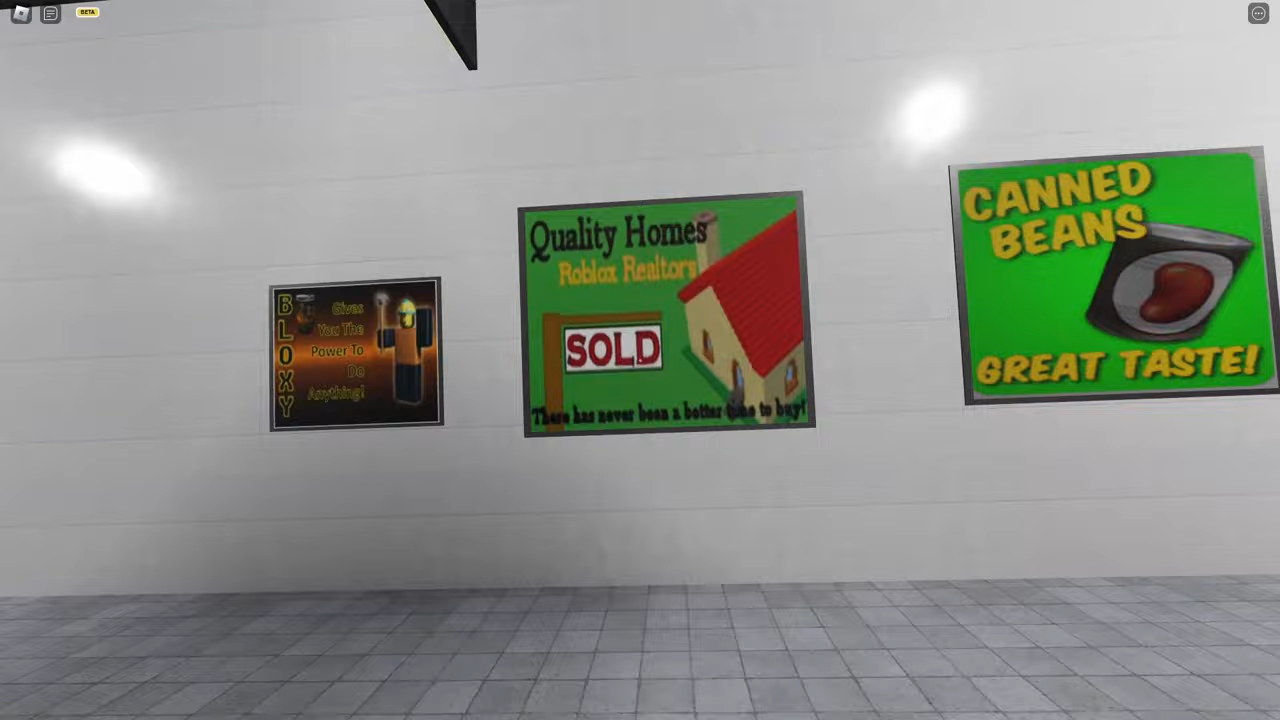 BETA
BLOXY
Gives
You The
Power To
Do
Anything!
Quality Homes
Roblox Realtors
SOLD
There has never been a better time to buy!
CANNED
BEANS
GREAT TASTE!